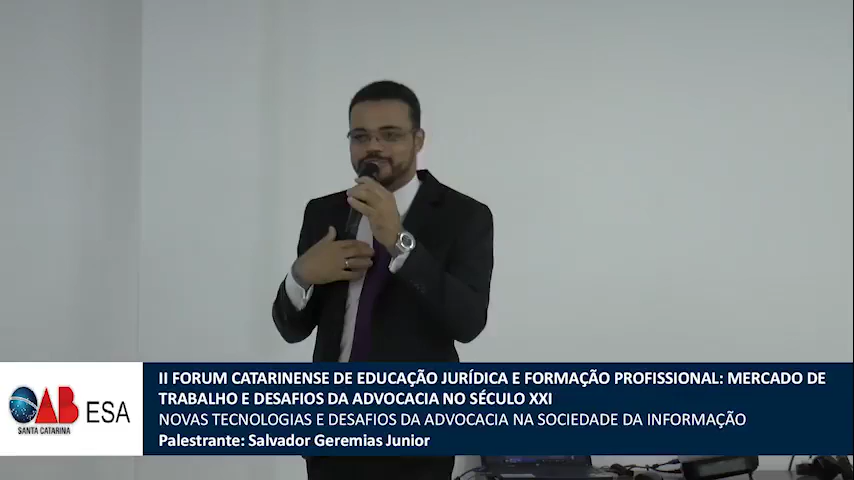 II FORUM CATARINENSE DE EDUCAÇÃO JURÍDICA E FORMAÇÃO PROFISSIONAL: MERCADO DE
TRABALHO E DESAFIOS DA ADVOCACIA NO SÉCULO XXI
NOVAS TECNOLOGIAS E DESAFIOS DA ADVOCACIA NA SOCIEDADE DA INFORMAÇÃO
Palestrante: Salvador Geremias Junior
OAB ESA
SANTA CATARINA